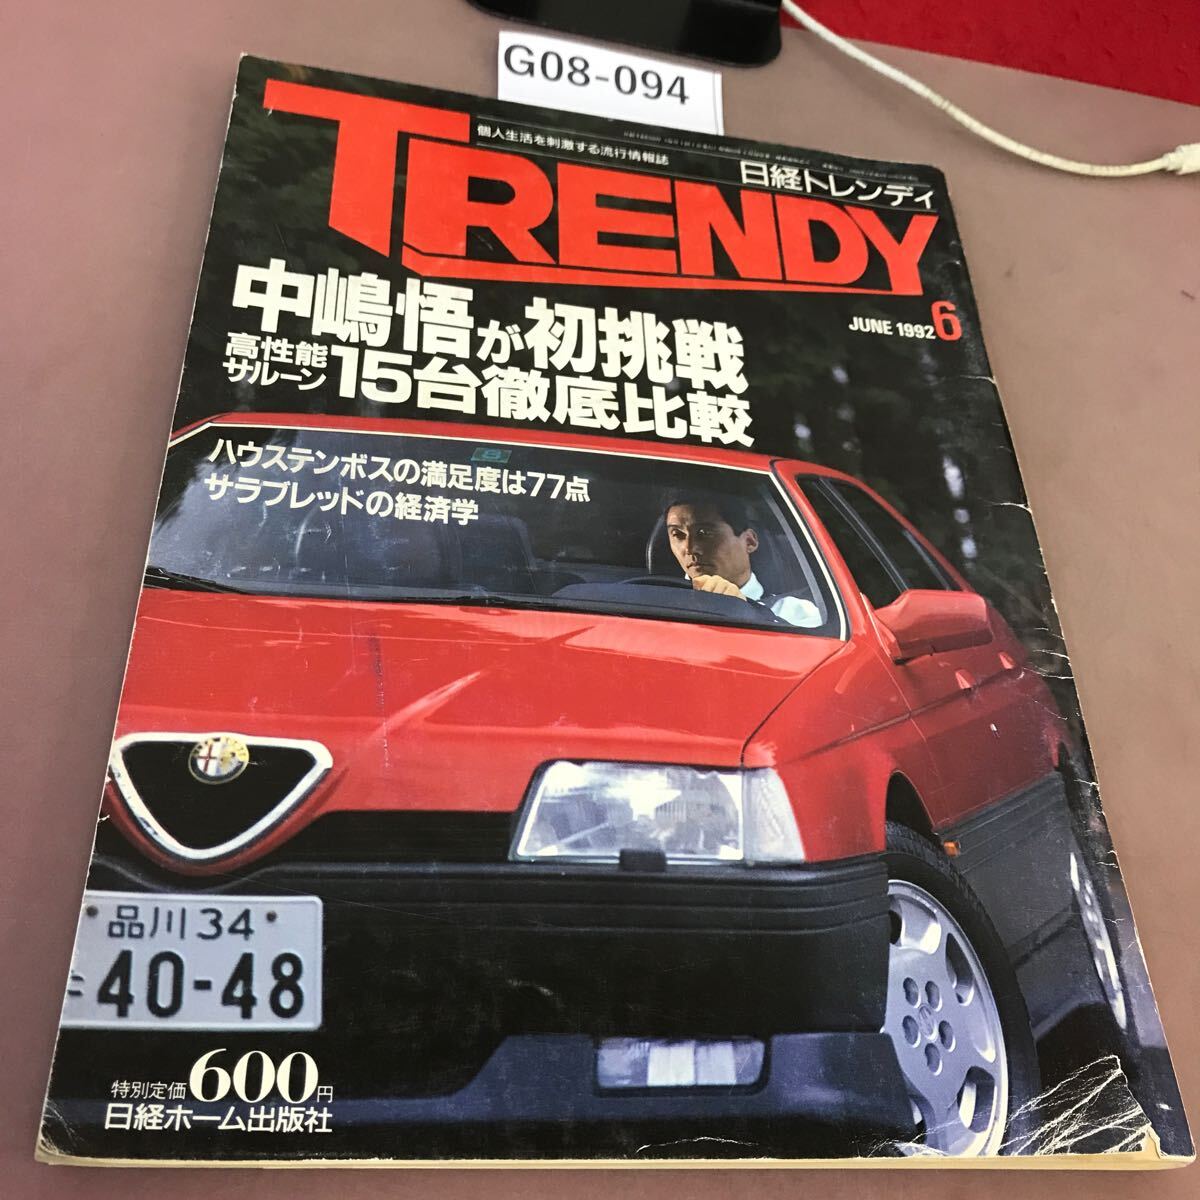 G08-094
個人生活を刺激する流行情報誌
日経トレンディ
TRENDY
JUNE 1992 6
中嶋悟が初挑戦
高性能
サルーン
15台徹底比較
ハウステンボスの満足度は77点
サラブレッドの経済学
8
品川 34
40-48
特別定価600円
日経ホーム出版社